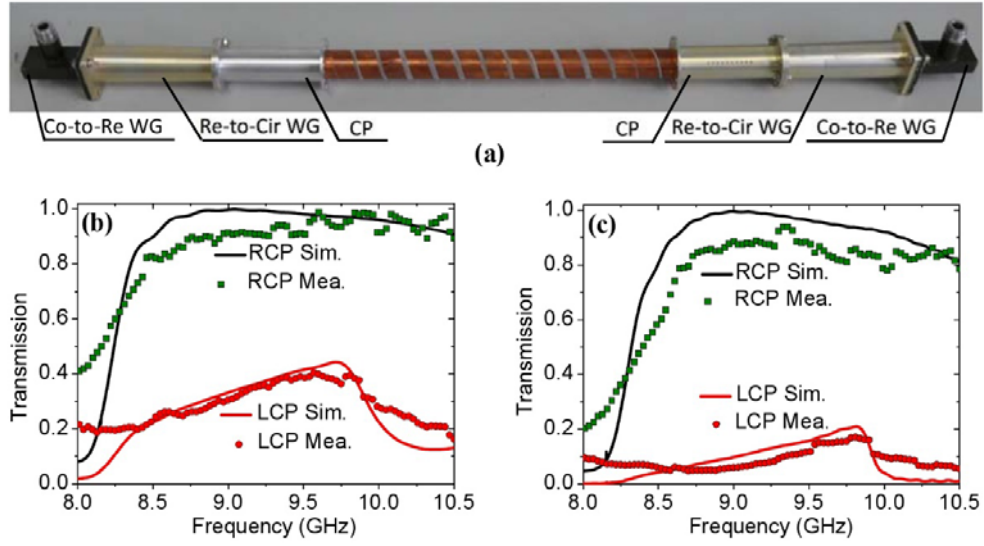 Co-to-Re WG Re-to-Cir WG CP CP Re-to-Cir WG Co-to-Re WG
(a)
(b)
1.0
0.8
0.6
0.4
0.2
0.0
Transmission
RCP Sim.
RCP Mea.
LCP Sim.
LCP Mea.
8.0 8.5 9.0 9.5 10.0 10.5
Frequency (GHz)
(c)
1.0
0.8
0.6
0.4
0.2
0.0
Transmission
RCP Sim.
RCP Mea.
LCP Sim.
LCP Mea.
8.0 8.5 9.0 9.5 10.0 10.5
Frequency (GHz)